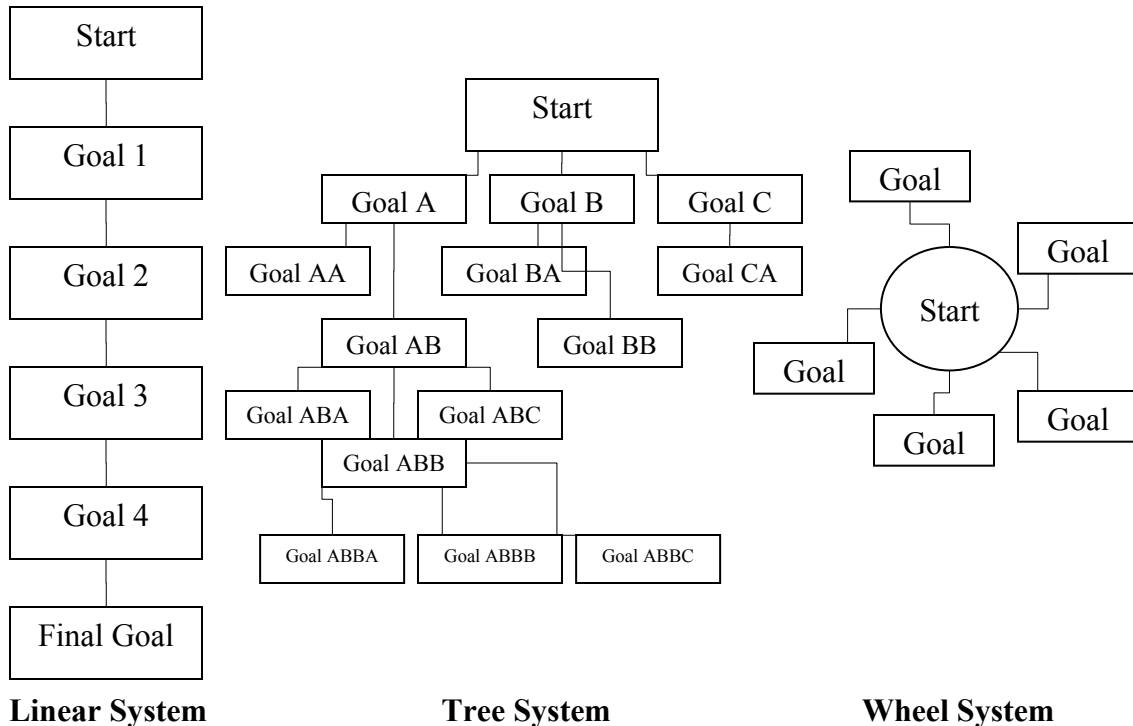 Start
Goal 1
Goal 2
Goal 3
Goal 4
Final Goal
Linear System
Start
Goal A
Goal B
Goal C
Goal AA
Goal BA
Goal CA
Goal AB
Goal BB
Goal ABA
Goal ABC
Goal ABB
Goal ABBA
Goal ABBB
Goal ABBC
Tree System
Goal
Goal
Start
Goal
Goal
Goal
Wheel System